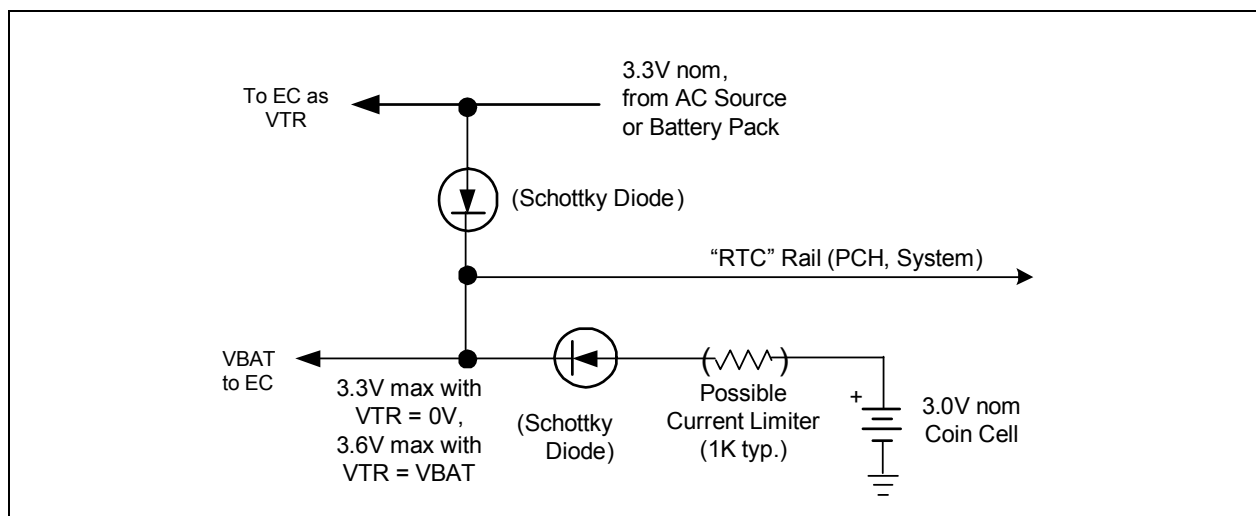 3.3V nom,
from AC Source
or Battery Pack
To EC as
VTR
(Schottky Diode)
“RTC” Rail (PCH, System)
VBAT
to EC
3.3V max with
VTR = 0V,
3.6V max with
VTR = VBAT
(Schottky
Diode)
Possible
Current Limiter
(1K typ.)
+
3.0V nom
Coin Cell